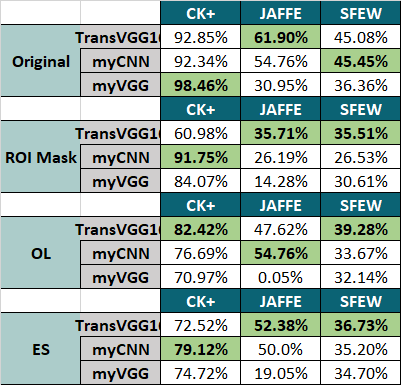 CK+ JAFFE SFEW
Original TransVGG16 92.85% 61.90% 45.08%
myCNN 92.34% 54.76% 45.45%
myVGG 98.46% 30.95% 36.36%
CK+ JAFFE SFEW
ROI Mask TransVGG16 60.98% 35.71% 35.51%
myCNN 91.75% 26.19% 26.53%
myVGG 84.07% 14.28% 30.61%
CK+ JAFFE SFEW
OL TransVGG16 82.42% 47.62% 39.28%
myCNN 76.69% 54.76% 33.67%
myVGG 70.97% 0.05% 32.14%
CK+ JAFFE SFEW
ES TransVGG16 72.52% 52.38% 36.73%
myCNN 79.12% 50.0% 35.20%
myVGG 74.72% 19.05% 34.70%